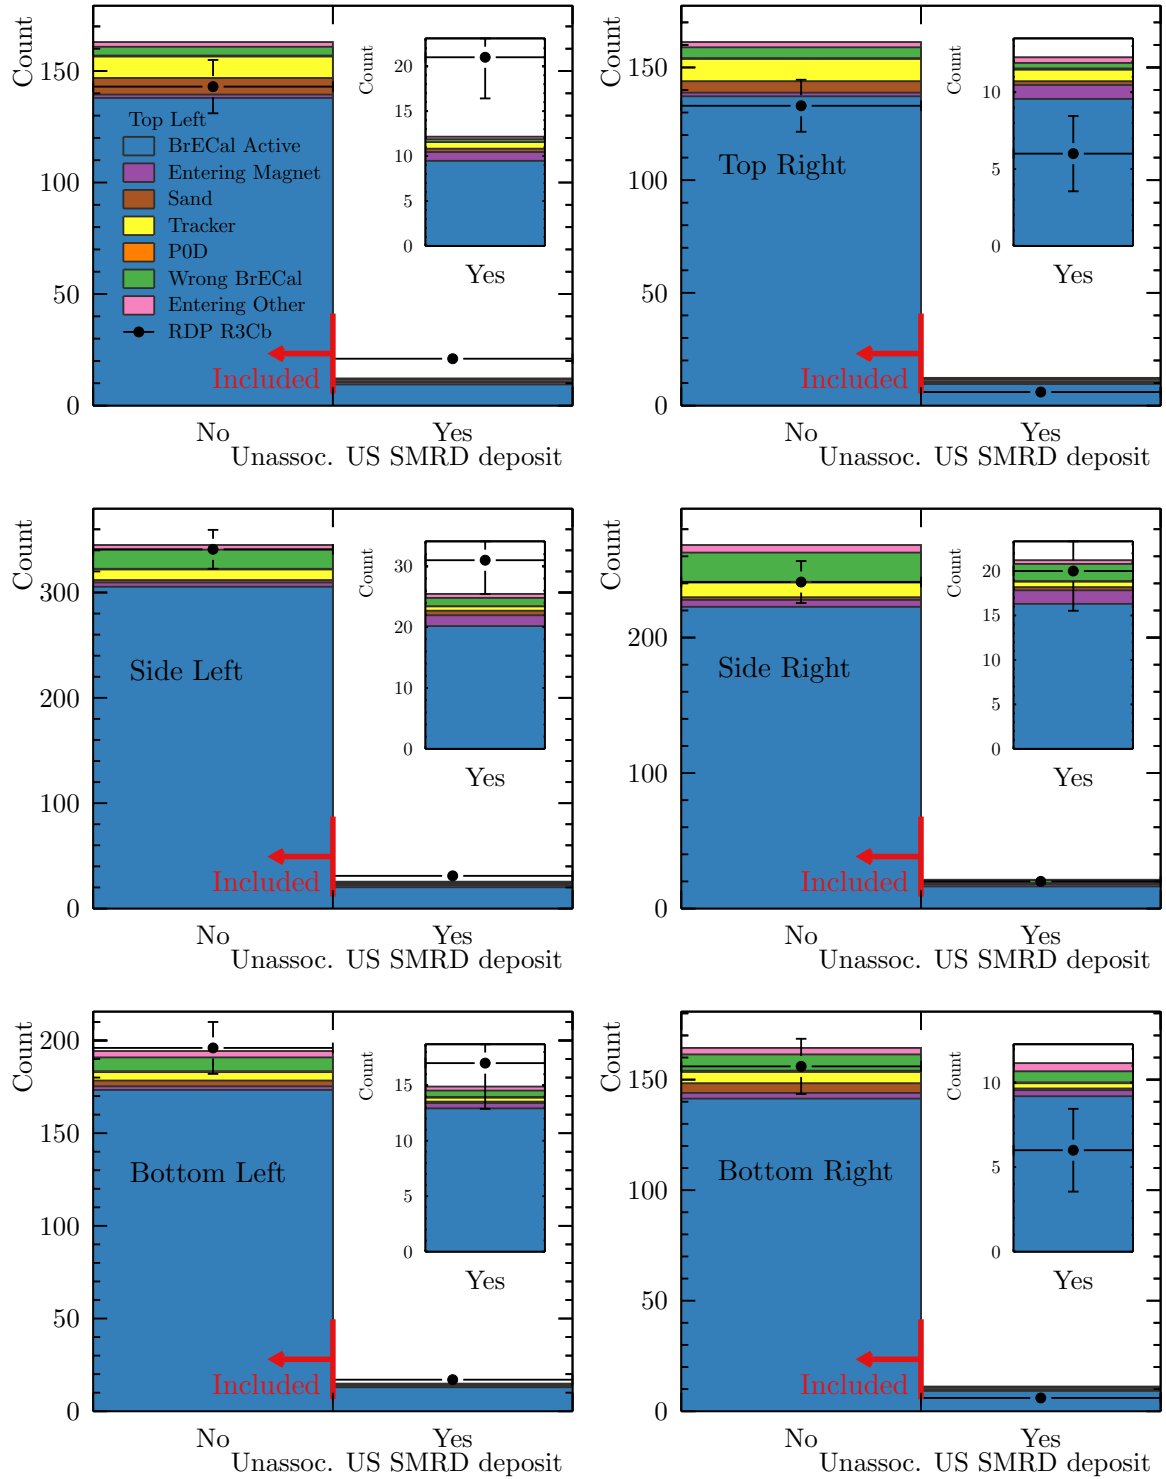 Count
150
100
50
0
Top Left
BrECal Active
Entering Magnet
Sand
Tracker
P0D
Wrong BrECal
Entering Other
RDP R3Cb
Included
Count
20
15
10
5
0
Yes
No
Yes
Unassoc. US SMRD deposit
Count
150
100
50
0
Top Right
Included
Count
10
5
0
Yes
No
Yes
Unassoc. US SMRD deposit
Count
300
200
100
0
Side Left
Included
Count
30
20
10
0
Yes
No
Yes
Unassoc. US SMRD deposit
Count
200
100
0
Side Right
Included
Count
20
15
10
5
0
Yes
No
Yes
Unassoc. US SMRD deposit
Count
200
150
100
50
0
Bottom Left
Included
Count
15
10
5
0
Yes
No
Yes
Unassoc. US SMRD deposit
Count
150
100
50
0
Bottom Right
Included
Count
10
5
0
Yes
No
Yes
Unassoc. US SMRD deposit